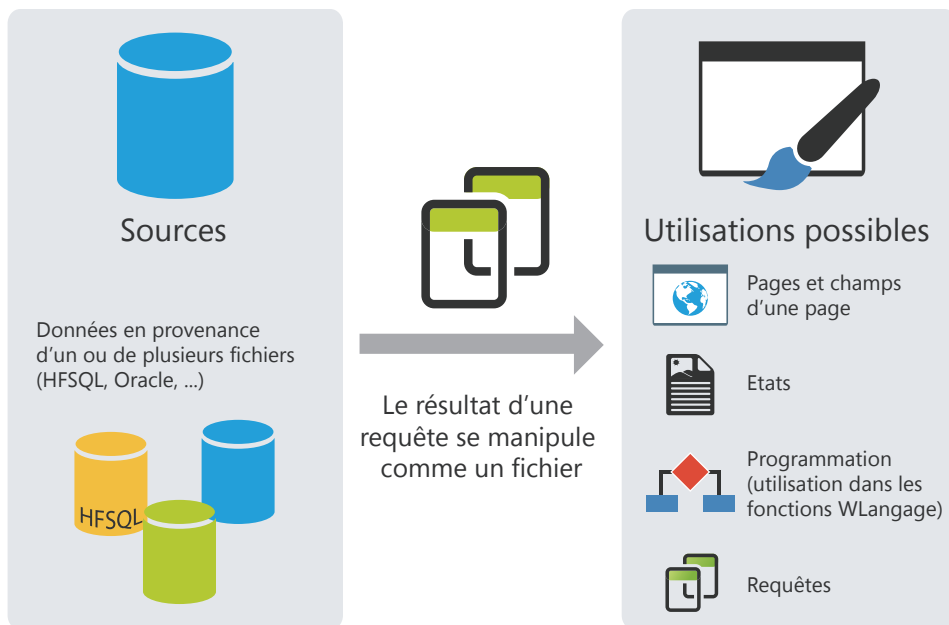 Sources
Données en provenance
d’un ou de plusieurs fichiers
(HFSQL, Oracle, ...)
HFSQL
Le résultat d’une
requête se manipule
comme un fichier
Utilisations possibles
Pages et champs
d’une page
Etats
Programmation
(utilisation dans les
fonctions WLangage)
Requêtes